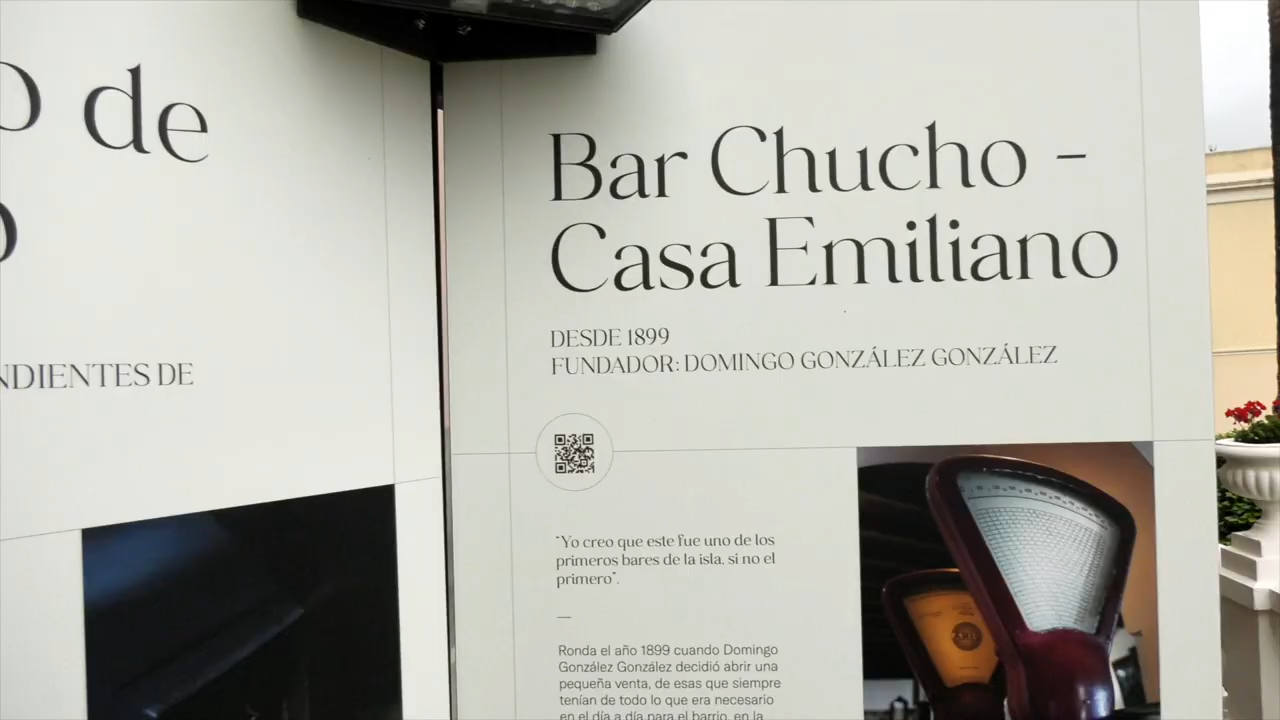 de
NDIENTES DE
Bar Chucho -
Casa Emiliano
DESDE 1899
FUNDADOR: DOMINGO GONZÁLEZ GONZÁLEZ
"Yo creo que este fue uno de los
primeros bares de la isla, si no el
primero".
—
Ronda el año 1899 cuando Domingo
González González decidió abrir una
pequeña venta, de esas que siempre
tenían de todo lo que era necesario
en el día a día para el barrio, en la